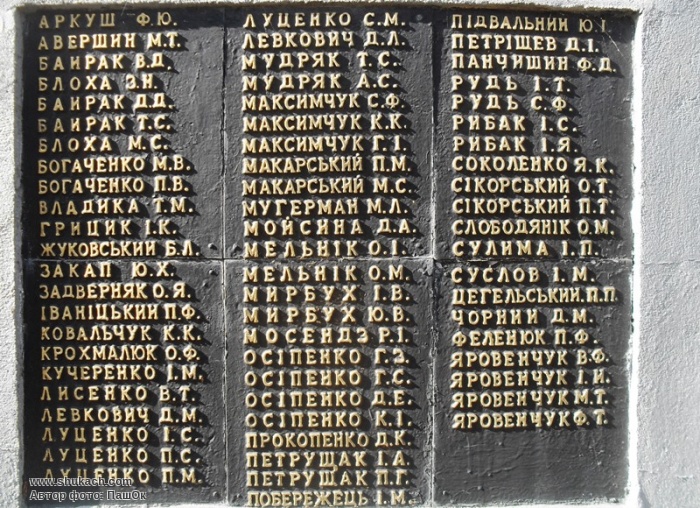 АРКУШ Ф.Ю.
АВЕРШИН М.Т.
БАЙРАК В.Д.
БЛОХА З.Н.
БАЙРАК Д.Д.
БАЙРАК Т.С.
БЛОХА М.С.
БОГАЧЕНКО М.В.
БОГАЧЕНКО П.В.
ВЛАДИКА Т.М.
ГРИЦИК І.К.
ЖУКОВСЬКИЙ Б.Л.
ЗАКАП Ю.Х.
ЗАДВЕРНЯК О.Я.
ІВАНІЦЬКИЙ П.Ф.
КОВАЛЬЧУК К.К.
КРОХМАЛЮК О.Ф.
КУЧЕРЕНКО І.М.
ЛИСЕНКО В.Т.
ЛЕВКОВИЧ Д.М.
ЛУЦЕНКО І.С.
ЛУЦЕНКО П.С.
ЛУЦЕНКО П.М.
ЛУЦЕНКО С.М.
ЛЕВКОВИЧ Д.Л.
МУДРЯК Т.С.
МУДРЯК А.С.
МАКСИМЧУК С.Ф.
МАКСИМЧУК К.К.
МАКСИМЧУК Г.І.
МАКАРСЬКИЙ П.М.
МАКАРСЬКИЙ М.С.
МУГЕРМАН М.Л.
МОЙСИНА Д.А.
МЕЛЬНІК О.І.
МЕЛЬНІК О.М.
МИРБУХ І.В.
МИРБУХ Ю.В.
МОСЕНДЗ Р.І.
ОСІПЕНКО Г.З.
ОСІПЕНКО Г.С.
ОСІПЕНКО Д.Е.
ОСІПЕНКО К.І.
ПРОКОПЕНКО Д.К.
ПЕТРУЩАК І.А.
ПЕТРУЩАК П.Г.
ПОБЕРЕЖЕЦЬ І.М.
ПІДВАЛЬНИЙ Ю.І
ПЕТРІЩЕВ Д.І.
ПАНЧИШИН Ф.Д.
РУДЬ І.Т.
РУДЬ С.Ф.
РИБАК І.С.
РИБАК І.Я.
СОКОЛЕНКО Я.К.
СІКОРСЬКИЙ О.Т.
СІКОРСЬКИЙ П.Т.
СЛОБОДЯНІК О.М.
СУЛИМА І.П.
СУСЛОВ І.М.
ЦЕГЕЛЬСЬКИЙ.П.П.
ЧОРНИЙ Д.М.
ФЕЛЕНЮК П.Ф.
ЯРОВЕНЧУК В.Ф.
ЯРОВЕНЧУК І.И.
ЯРОВЕНЧУК М.Т.
ЯРОВЕНЧУК Ф.Т.
www.shukach.com
Автор фото: ПашОк